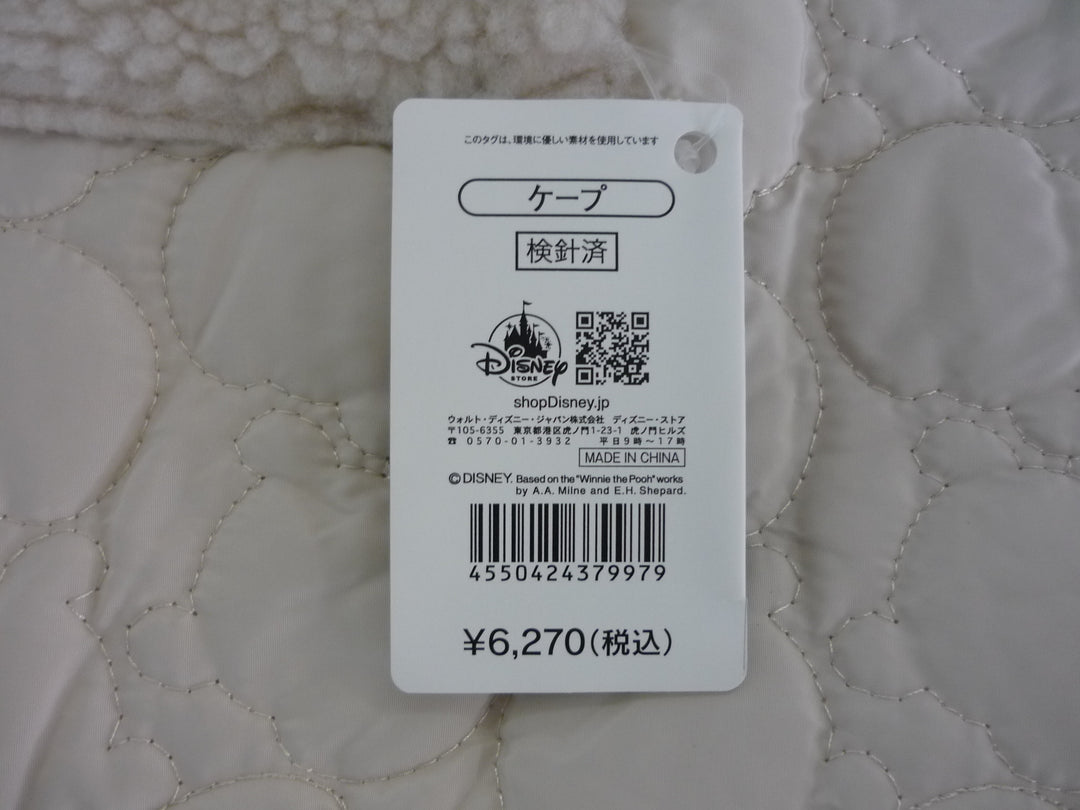 このタグは、環境に優しい素材を使用しています
ケープ
検針済
Disney
STORE
shopDisney.jp
ウォルト・ディズニー・ジャパン株式会社 ディズニー・ストア
〒105-6355 東京都港区虎ノ門1-23-1 虎ノ門ヒルズ
☎ 0570-01-3932 平日9時～17時
MADE IN CHINA
©DISNEY. Based on the "Winnie the Pooh" works
by A.A. Milne and E.H. Shepard.
4550424379979
¥6,270(税込)